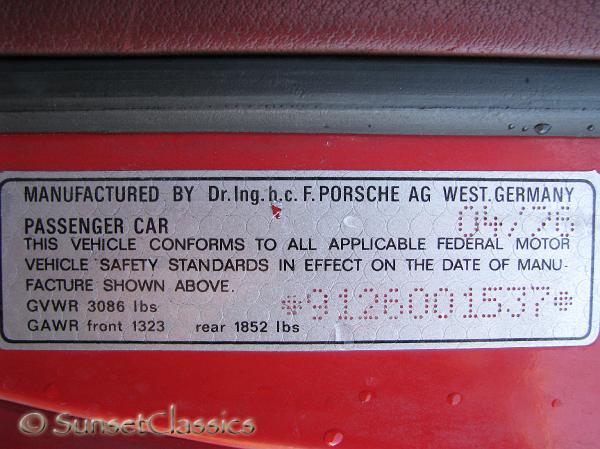 MANUFACTURED BY Dr.Ing.h.c. F.PORSCHE AG WEST.GERMANY
PASSENGER CAR 04/76
THIS VEHICLE CONFORMS TO ALL APPLICABLE FEDERAL MOTOR
VEHICLE SAFETY STANDARDS IN EFFECT ON THE DATE OF MANU-
FACTURE SHOWN ABOVE.
GVWR 3086 lbs *9126001537*
GAWR front 1323 rear 1852 lbs
© SunsetClassics